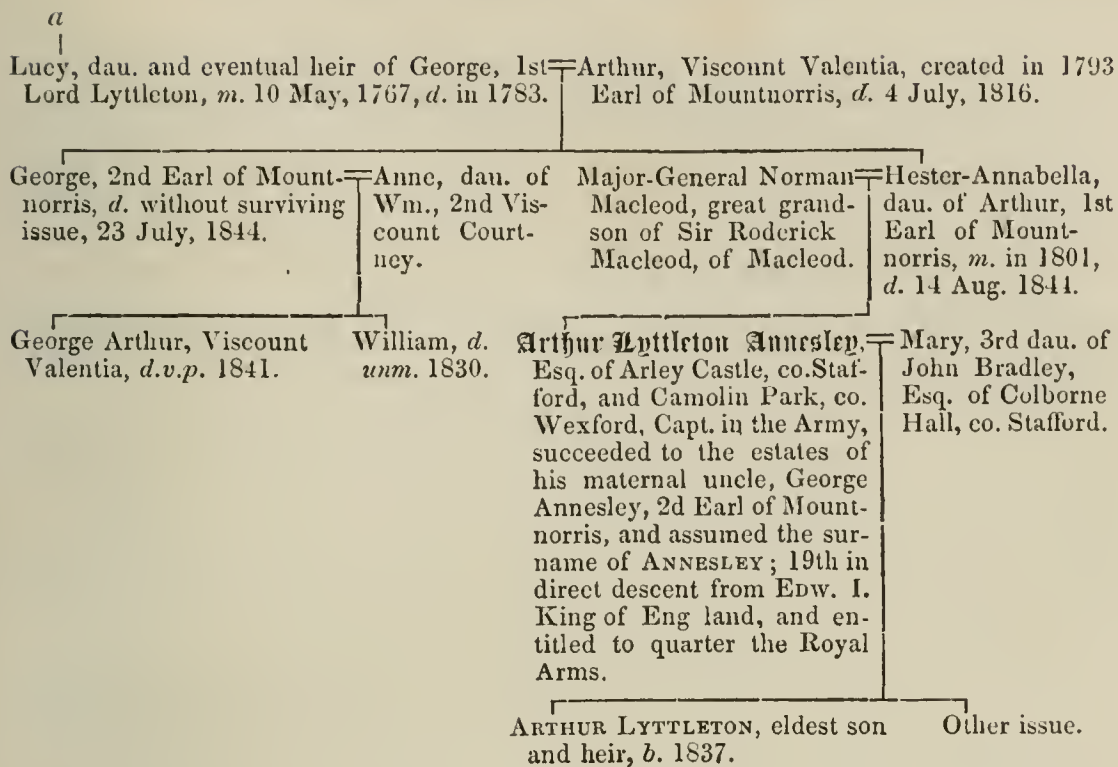 a
Lucy, dau. and eventual heir of George, 1st
Lord Lyttleton, m. 10 May, 1767, d. in 1783.
Arthur, Viscount Valentia, created in 1793
Earl of Mountnorris, d. 4 July, 1816.
George, 2nd Earl of Mount-
norris, d. without surviving
issue, 23 July, 1844.
Anne, dau. of
Wm., 2nd Vis-
count Court-
ney.
Major-General Norman
Macleod, great grand-
son of Sir Roderick
Macleod, of Macleod.
Hester-Annabella,
dau. of Arthur, 1st
Earl of Mount-
norris, m. in 1801,
d. 14 Aug. 1844.
George Arthur, Viscount
Valentia, d.v.p. 1841.
William, d.
unm. 1830.
Arthur Lyttleton Annesley,
Esq. of Arley Castle, co.Staf-
ford, and Camolin Park, co.
Wexford, Capt. in the Army,
succeeded to the estates of
his maternal uncle, George
Annesley, 2d Earl of Mount-
norris, and assumed the sur-
name of ANNESLEY; 19th in
direct descent from EDW. I.
King of Eng land, and en-
titled to quarter the Royal
Arms.
Mary, 3rd dau. of
John Bradley,
Esq. of Colborne
Hall, co. Stafford.
ARTHUR LYTTLETON, eldest son
and heir, b. 1837.
Other issue.